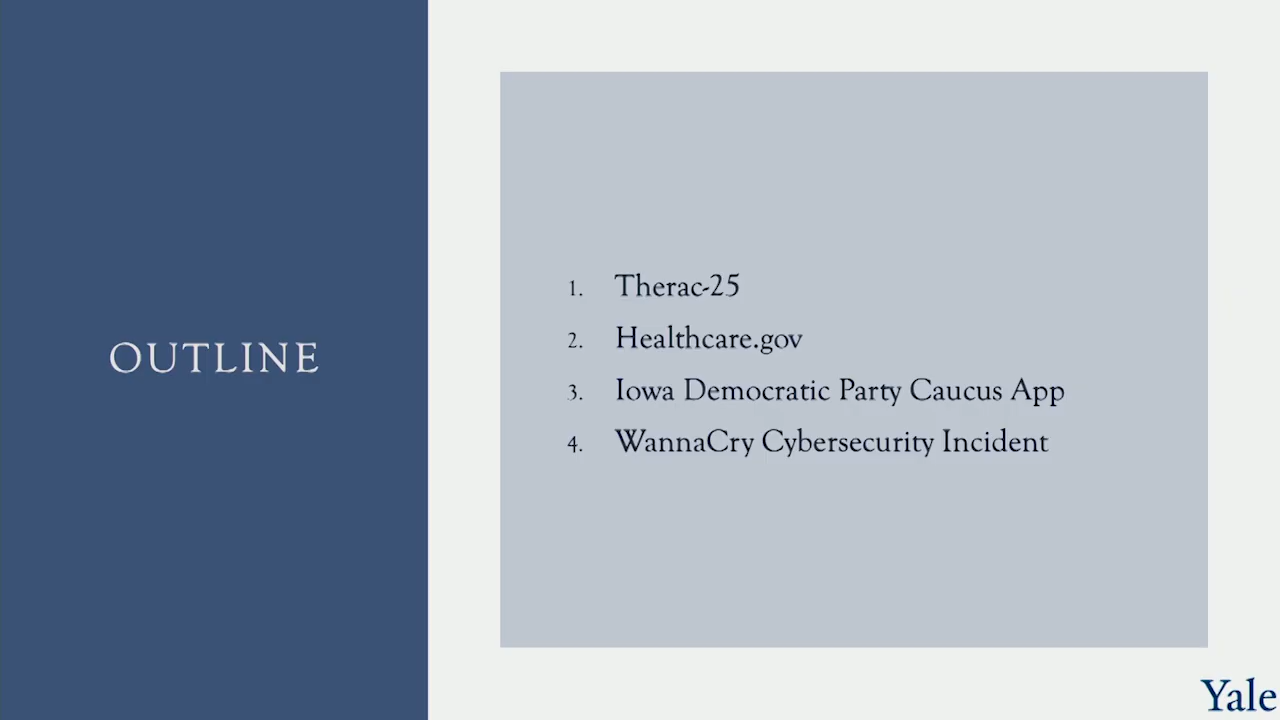 OUTLINE
1. Therac-25
2. Healthcare.gov
3. Iowa Democratic Party Caucus App
4. WannaCry Cybersecurity Incident
Yale